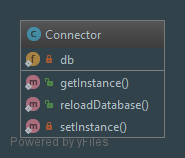 C Connector
f db
m getInstance()
m reloadDatabase()
m setInstance()
Powered by yFiles